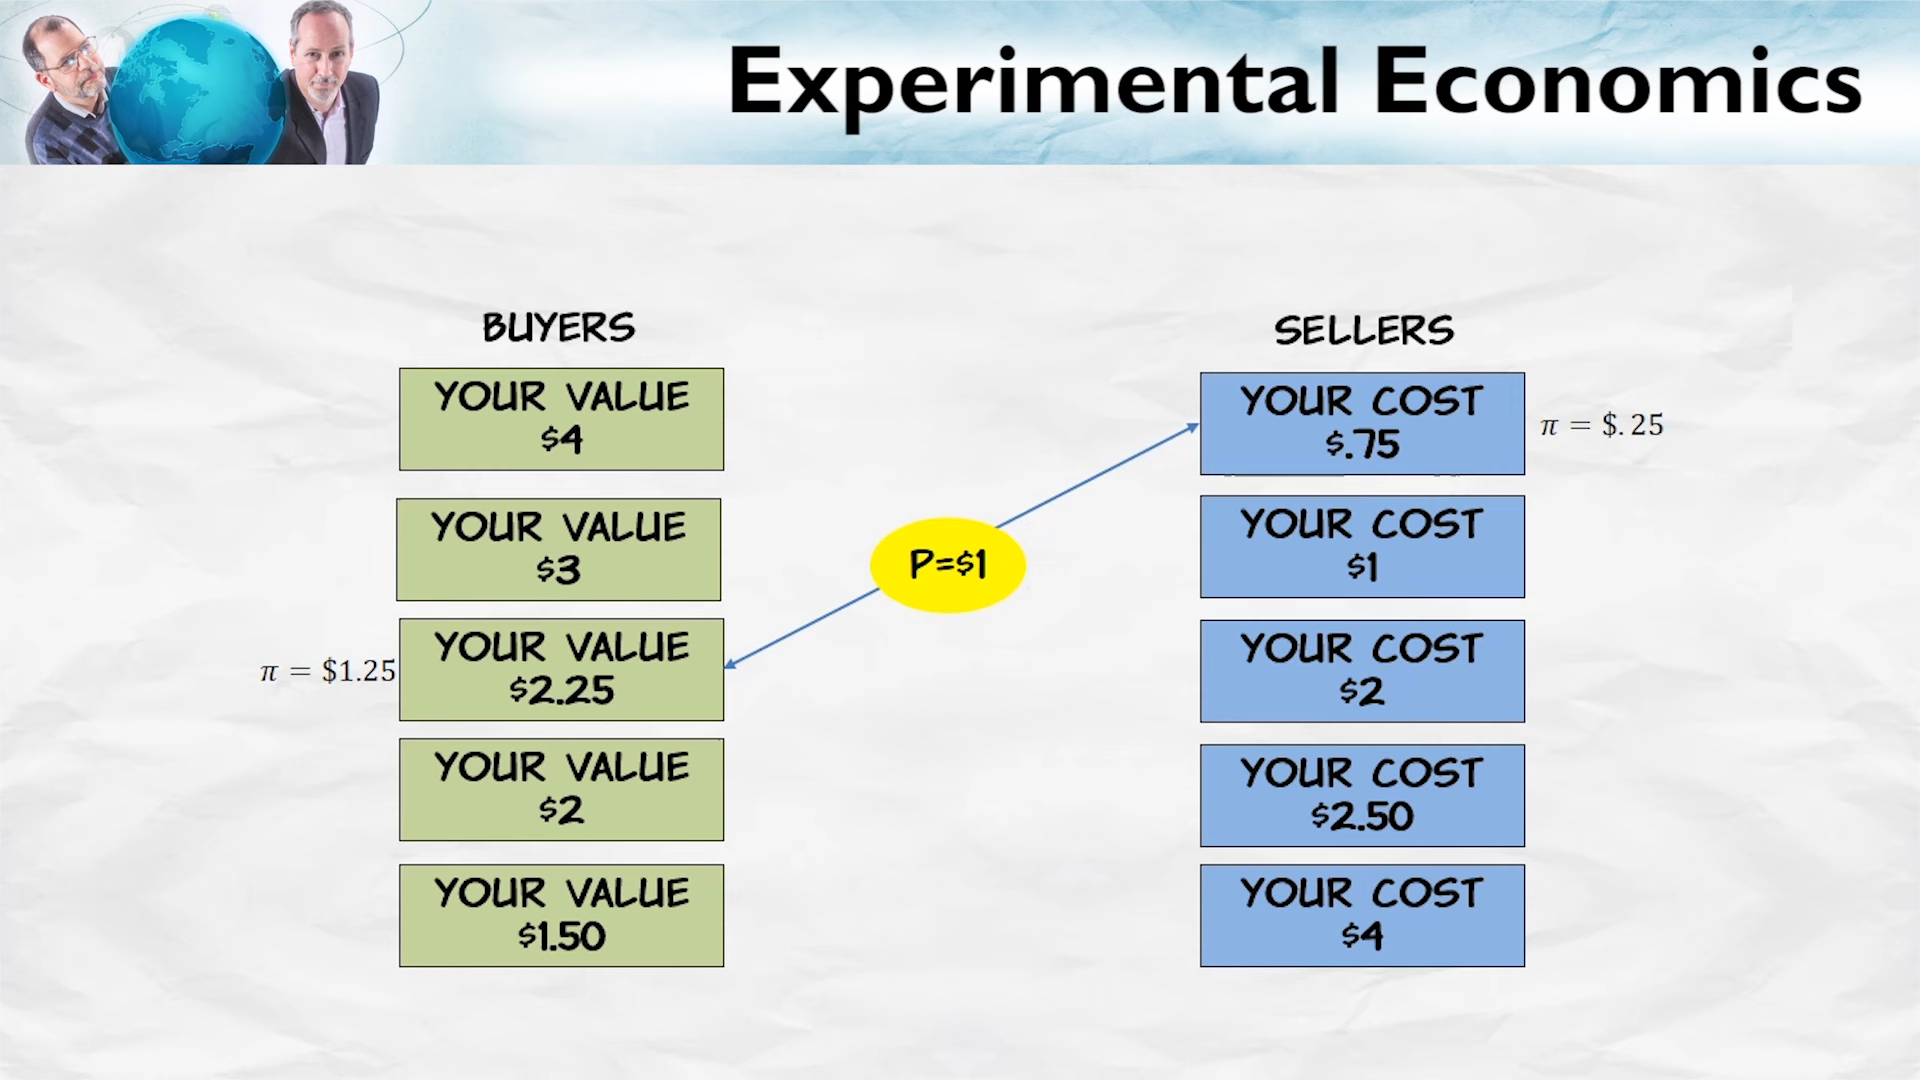 Experimental Economics
BUYERS
YOUR VALUE
$4
YOUR VALUE
$3
π = $1.25
YOUR VALUE
$2.25
YOUR VALUE
$2
YOUR VALUE
$1.50
P=$1
SELLERS
YOUR COST
$.75
π = $.25
YOUR COST
$1
YOUR COST
$2
YOUR COST
$2.50
YOUR COST
$4